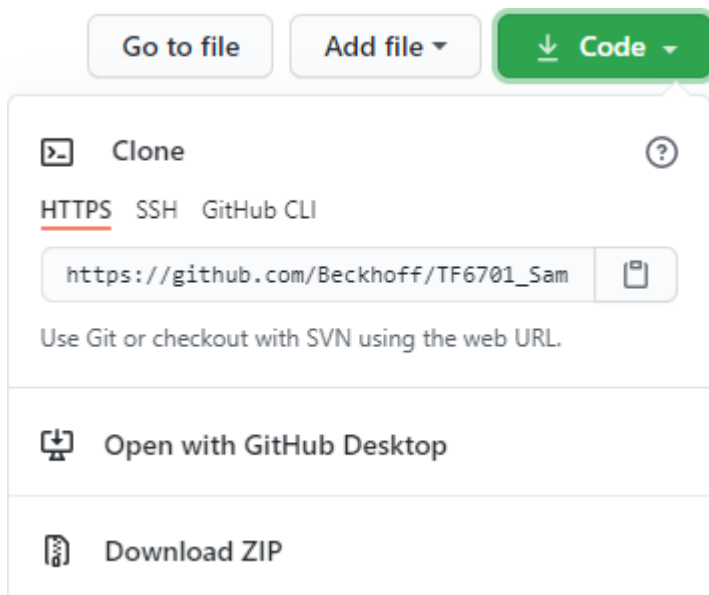 Go to file Add file Code
Clone
HTTPS SSH GitHub CLI
https://github.com/Beckhoff/TF6701_Sam
Use Git or checkout with SVN using the web URL.
Open with GitHub Desktop
Download ZIP